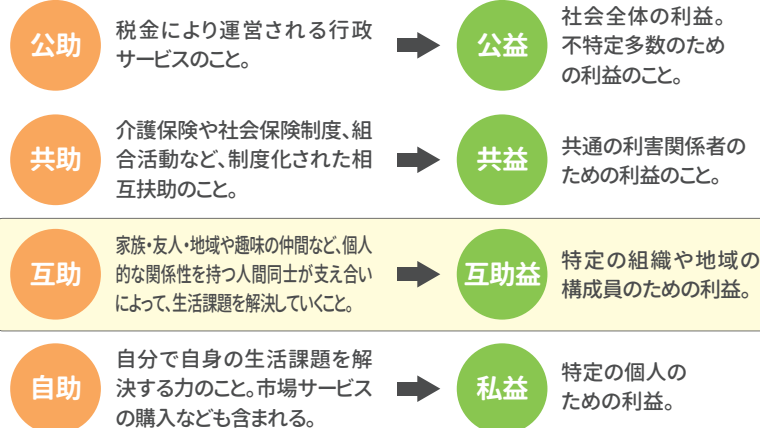 公助
税金により運営される行政
サービスのこと。
公益
社会全体の利益。
不特定多数のため
の利益のこと。
共助
介護保険や社会保険制度、組
合活動など、制度化された相
互扶助のこと。
共益
共通の利害関係者の
ための利益のこと。
互助
家族・友人・地域や趣味の仲間など、個人
的な関係性を持つ人間同士が支え合い
によって、生活課題を解決していくこと。
互助益
特定の組織や地域の
構成員のための利益。
自助
自分で自身の生活課題を解
決する力のこと。市場サービス
の購入なども含まれる。
私益
特定の個人の
ための利益。